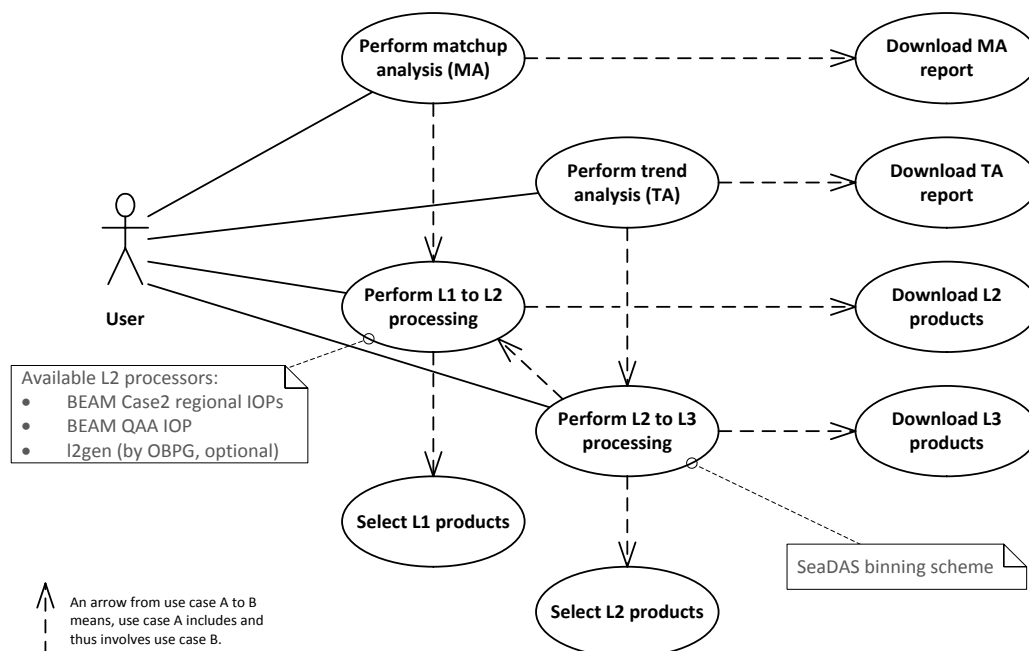 Perform matchup
analysis (MA)
Download MA
report
Perform trend
analysis (TA)
Download TA
report
User
Perform L1 to L2
processing
Download L2
products
Available L2 processors:
• BEAM Case2 regional IOPs
• BEAM QAA IOP
• l2gen (by OBPG, optional)
Perform L2 to L3
processing
Download L3
products
Select L1 products
SeaDAS binning scheme
Select L2 products
An arrow from use case A to B
means, use case A includes and
thus involves use case B.